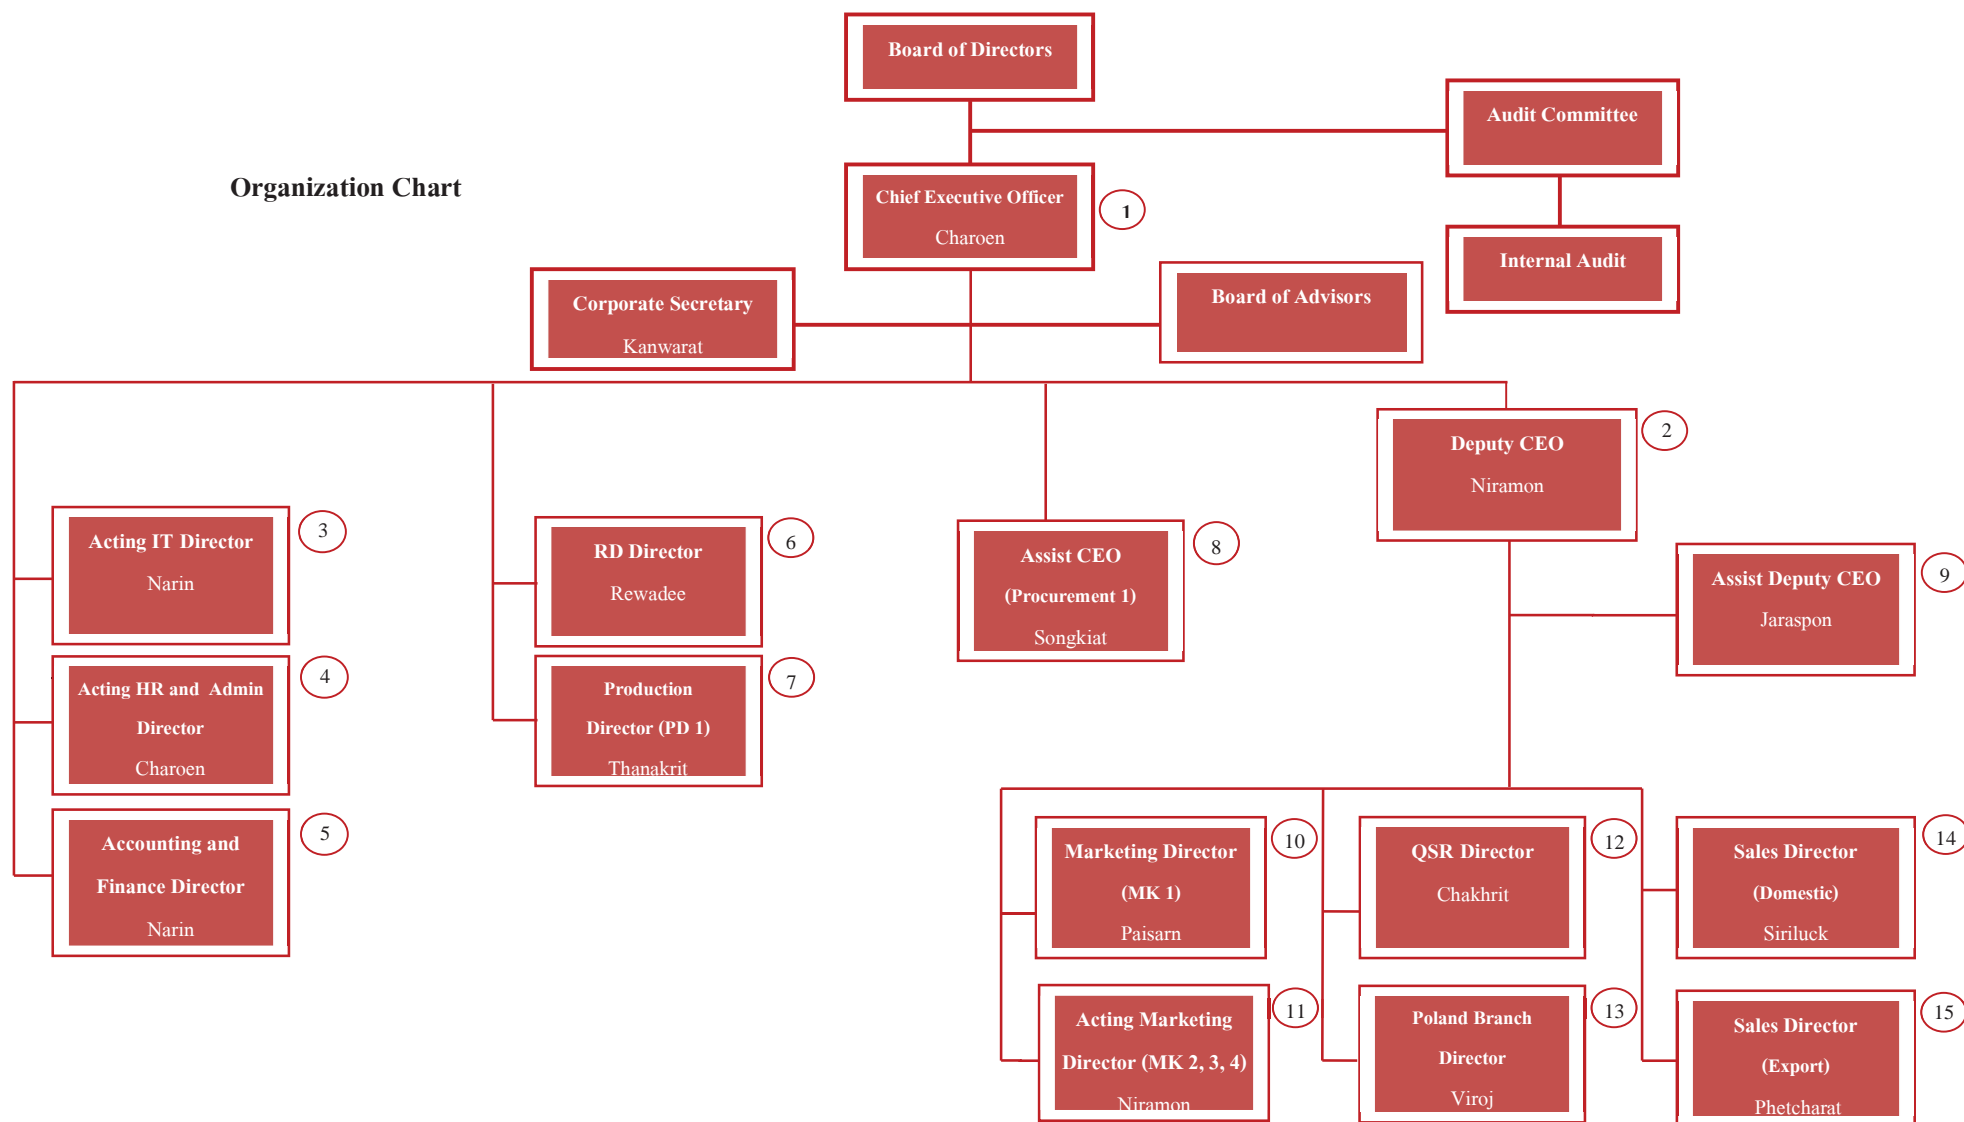 Board of Directors
Audit Committee
Organization Chart
Chief Executive Officer
Charoen
1
Internal Audit
Corporate Secretary
Kanwarat
Board of Advisors
Deputy CEO
Niramon
2
Acting IT Director
Narin
3
RD Director
Rewadee
6
Assist CEO
(Procurement 1)
Songkiat
8
Assist Deputy CEO
Jaraspon
9
Acting HR and Admin
Director
Charoen
4
Production
Director (PD 1)
Thanakrit
7
Accounting and
Finance Director
Narin
5
Marketing Director
(MK 1)
Paisarn
10
QSR Director
Chakhrit
12
Sales Director
(Domestic)
Siriluck
14
Acting Marketing
Director (MK 2, 3, 4)
Niramon
11
Poland Branch
Director
Viroj
13
Sales Director
(Export)
Phetcharat
15